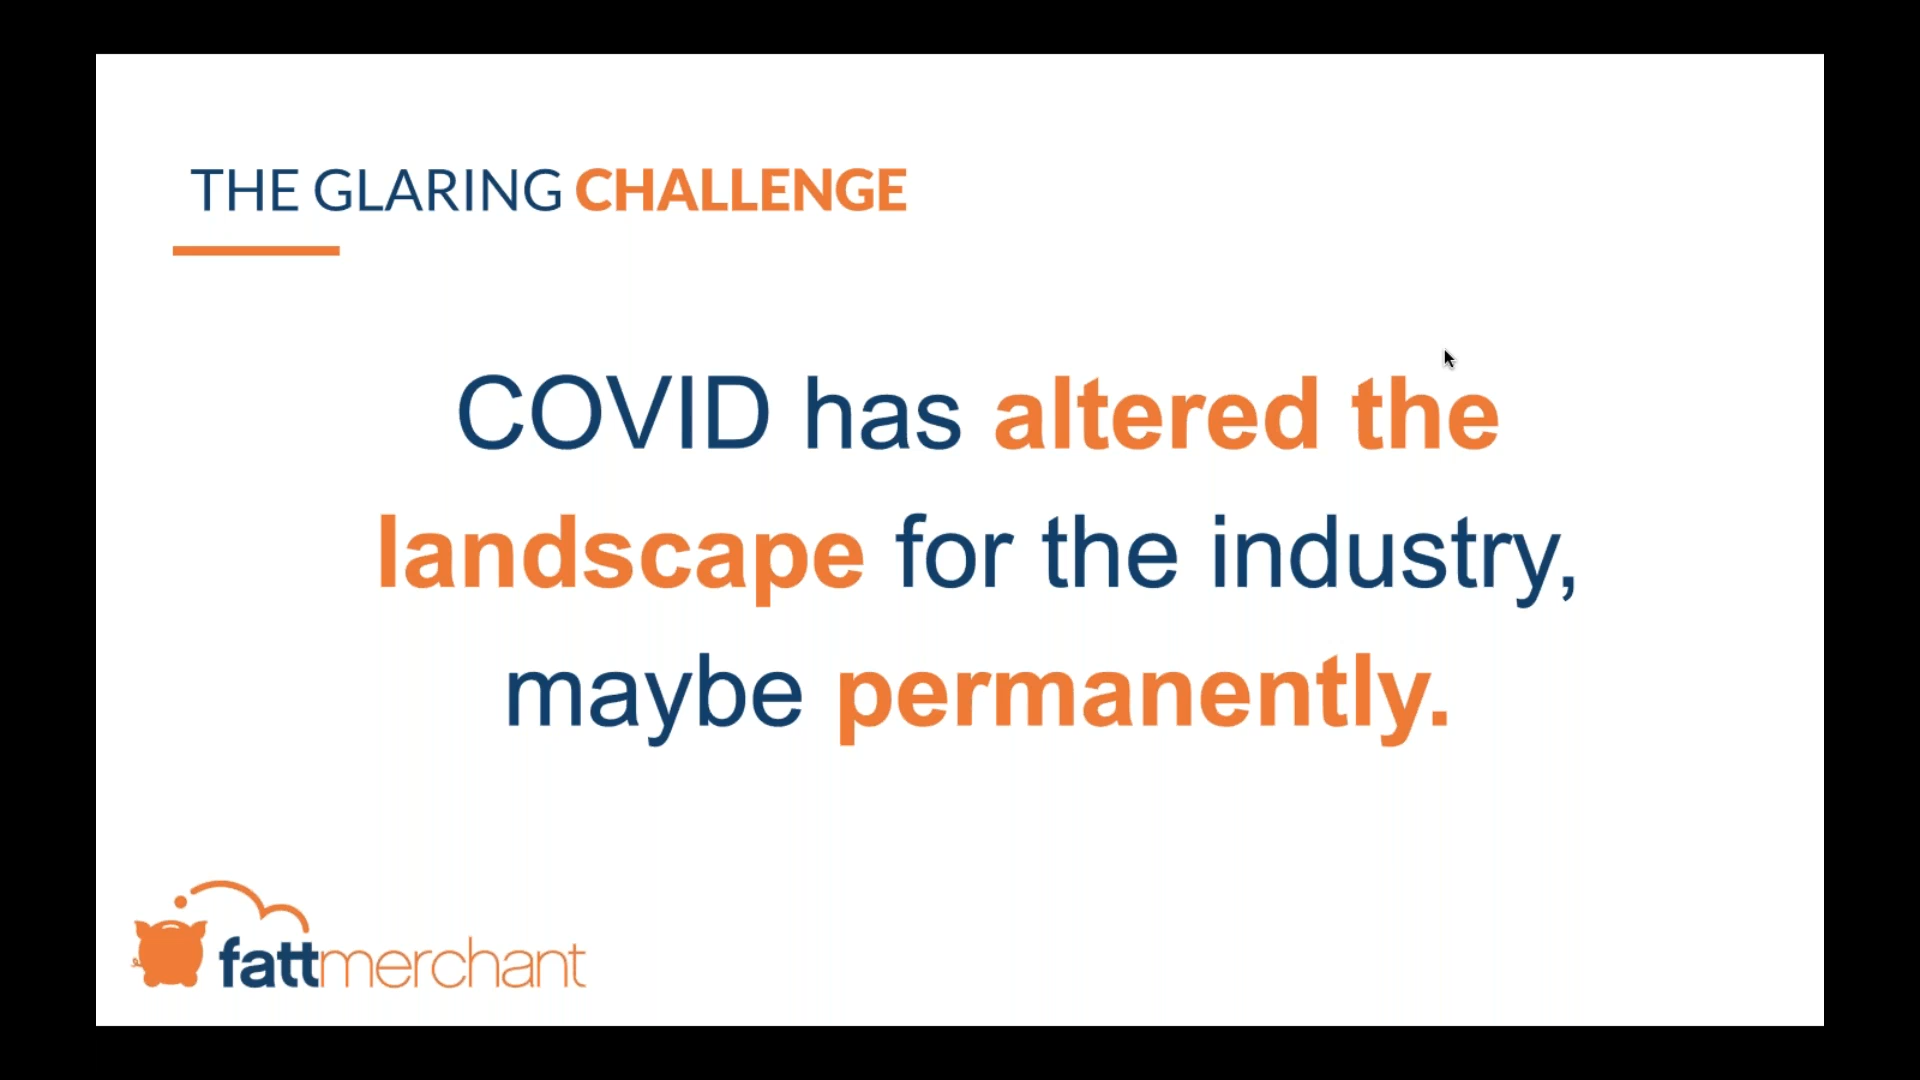 THE GLARING CHALLENGE
COVID has altered the
landscape for the industry,
maybe permanently.
fattmerchant